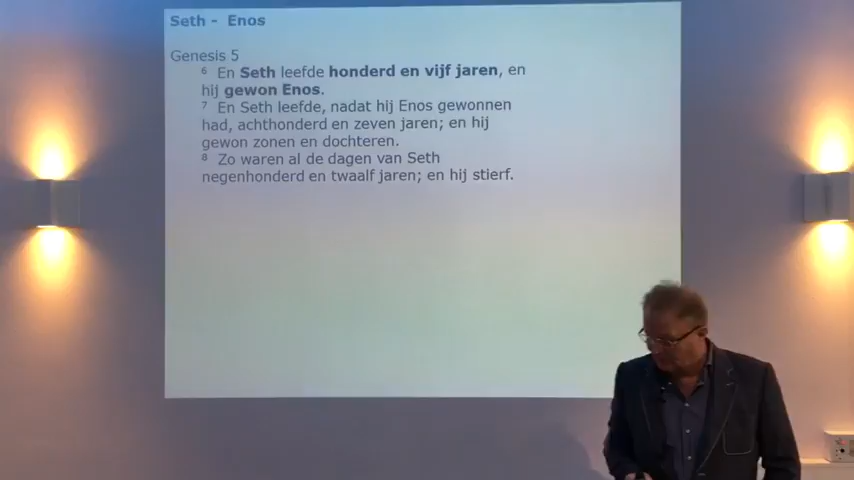 Seth - Enos
Genesis 5
6 En Seth leefde honderd en vijf jaren, en
hij gewon Enos.
7 En Seth leefde, nadat hij Enos gewonnen
had, achthonderd en zeven jaren; en hij
gewon zonen en dochteren.
8 Zo waren al de dagen van Seth
negenhonderd en twaalf jaren; en hij stierf.